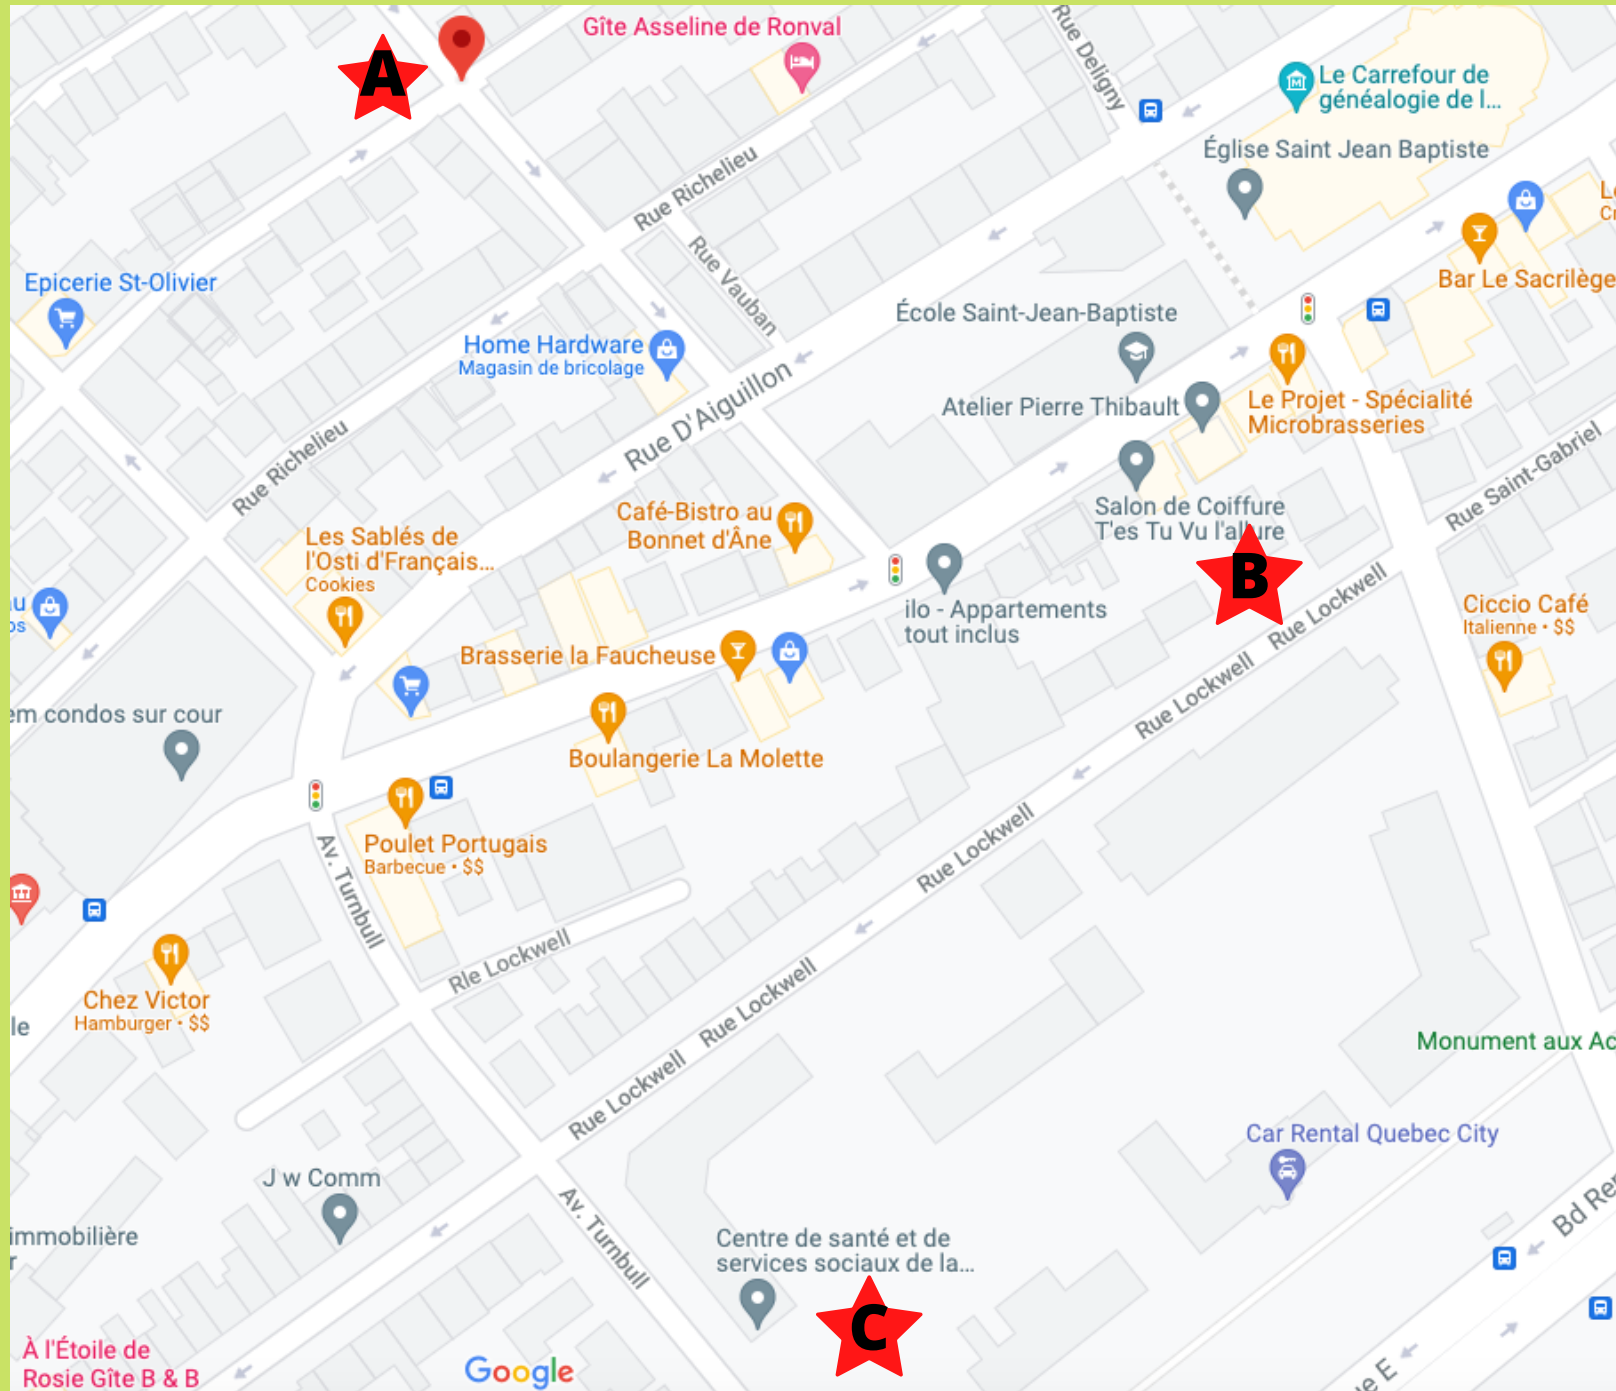 Gîte Asseline de Ronval
Rue Deligny
A
Le Carrefour de
généalogie de l...
Église Saint Jean Baptiste
Rue Richelieu
Rue Vauban
Epicerie St-Olivier
Bar Le Sacrilège
École Saint-Jean-Baptiste
Home Hardware
Magasin de bricolage
Rue D'Aiguillon
Atelier Pierre Thibault
Le Projet - Spécialité
Microbrasseries
Rue Richelieu
Rue Saint-Gabriel
Salon de Coiffure
T'es Tu Vu l'allure
Café-Bistro au
Bonnet d'Âne
Les Sablés de
l'Osti d'Français...
Cookies
B
ilo - Appartements
tout inclus
Rue Lockwell
Ciccio Café
Italienne • $$
Brasserie la Faucheuse
Rue Lockwell
em condos sur cour
Boulangerie La Molette
Poulet Portugais
Barbecue • $$
Av. Turnbull
Rue Lockwell
Rle Lockwell
Chez Victor
Hamburger • $$
Rue Lockwell
Monument aux Ac
Rue Lockwell
Car Rental Quebec City
J w Comm
Av. Turnbull
immobilière
Bd Rer
Centre de santé et de
services sociaux de la...
C
À l'Étoile de
Rosie Gîte B & B
Google